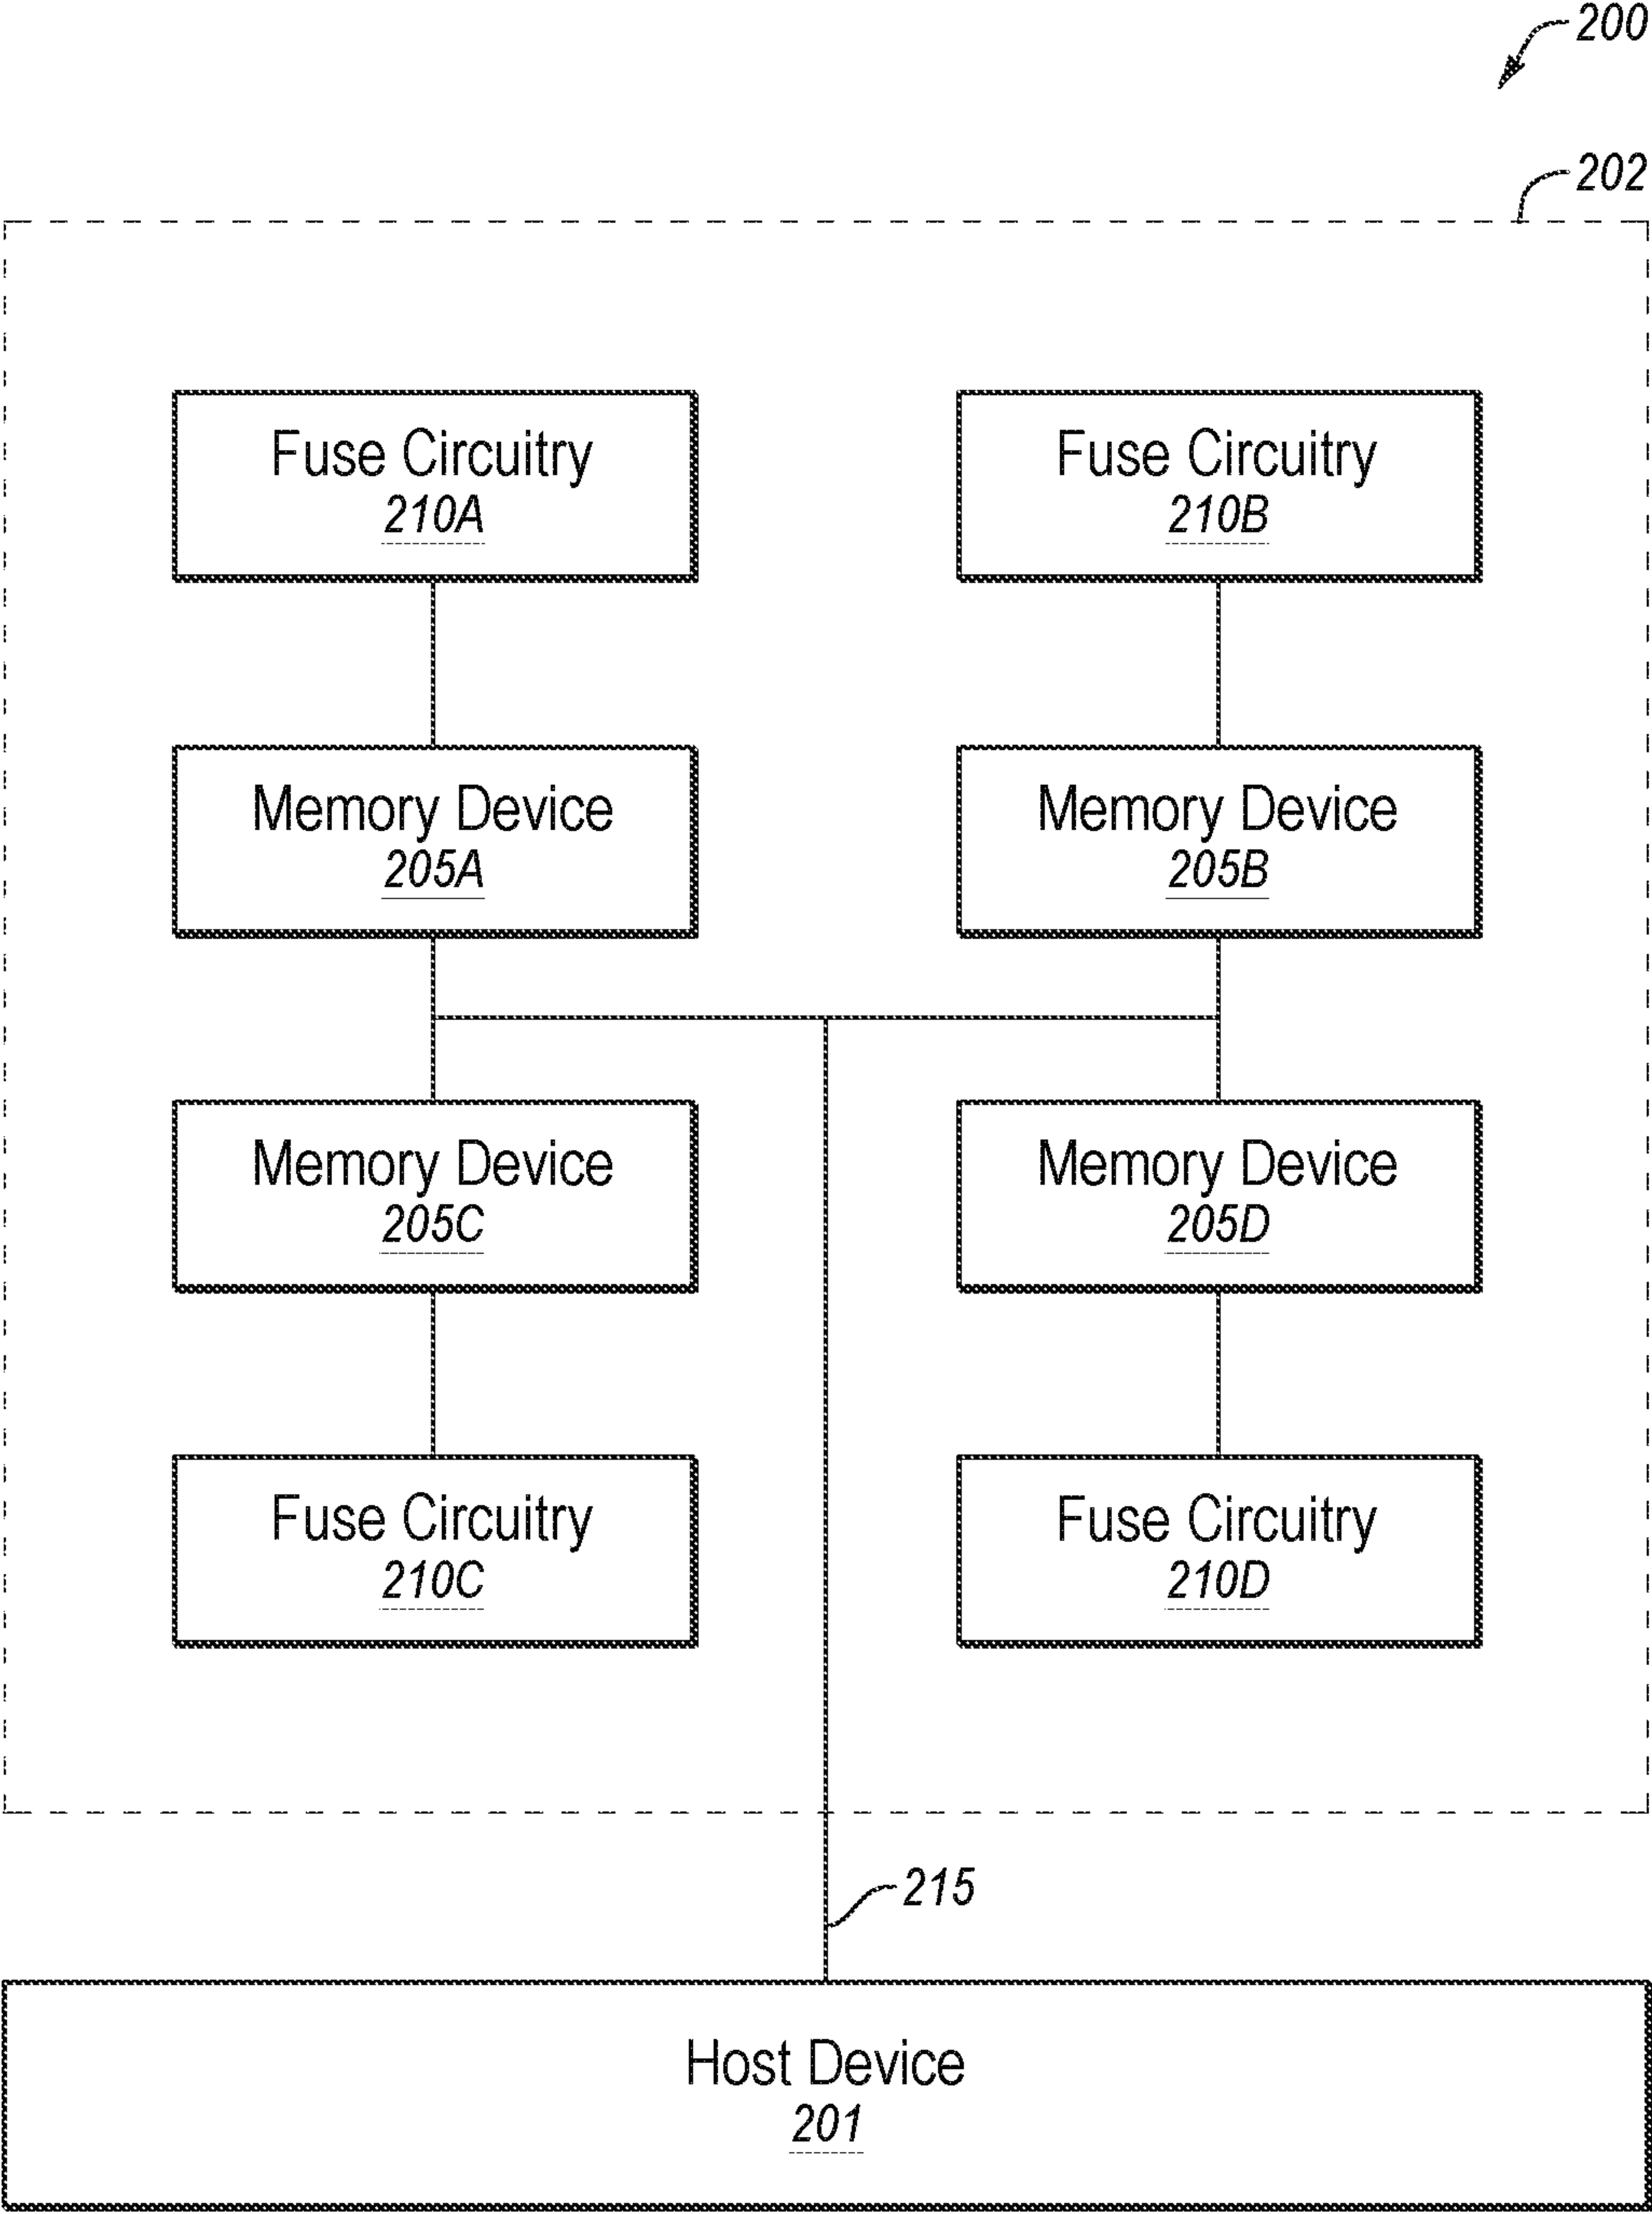 200
202
Fuse Circuitry
210A
Fuse Circuitry
210B
Memory Device
205A
Memory Device
205B
Memory Device
205C
Memory Device
205D
Fuse Circuitry
210C
Fuse Circuitry
210D
215
Host Device
201